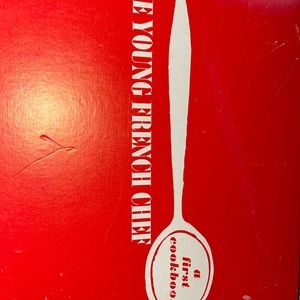 E YOUNG FRENCH CHEF
a
first
cookboo